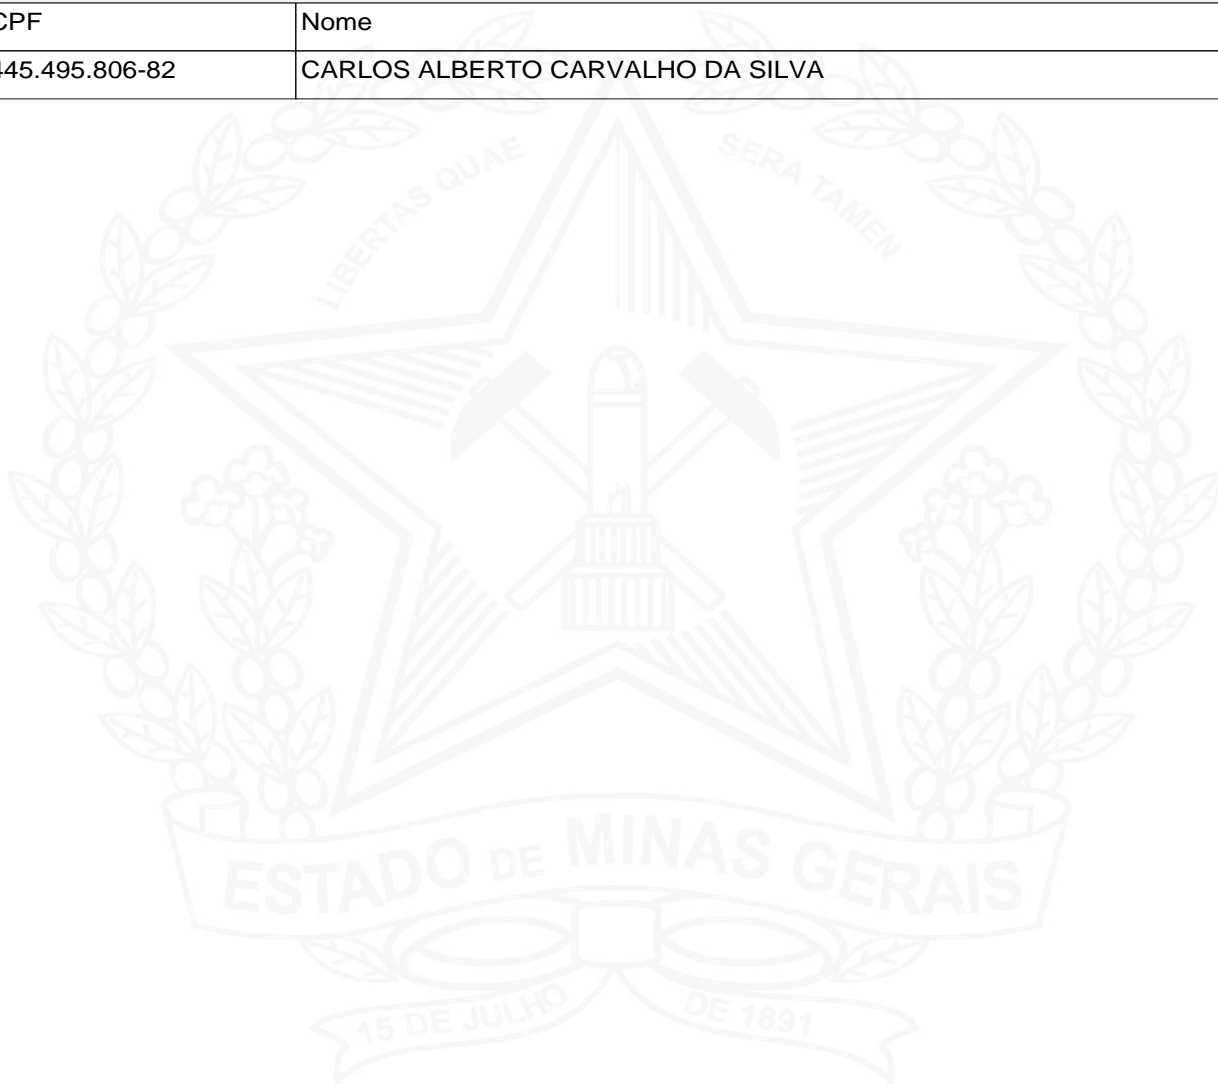 CPF Nome
445.495.806-82 CARLOS ALBERTO CARVALHO DA SILVA
LIBERTAS QUAE SERA TAMEN
ESTADO DE MINAS GERAIS
15 DE JULHO DE 1891